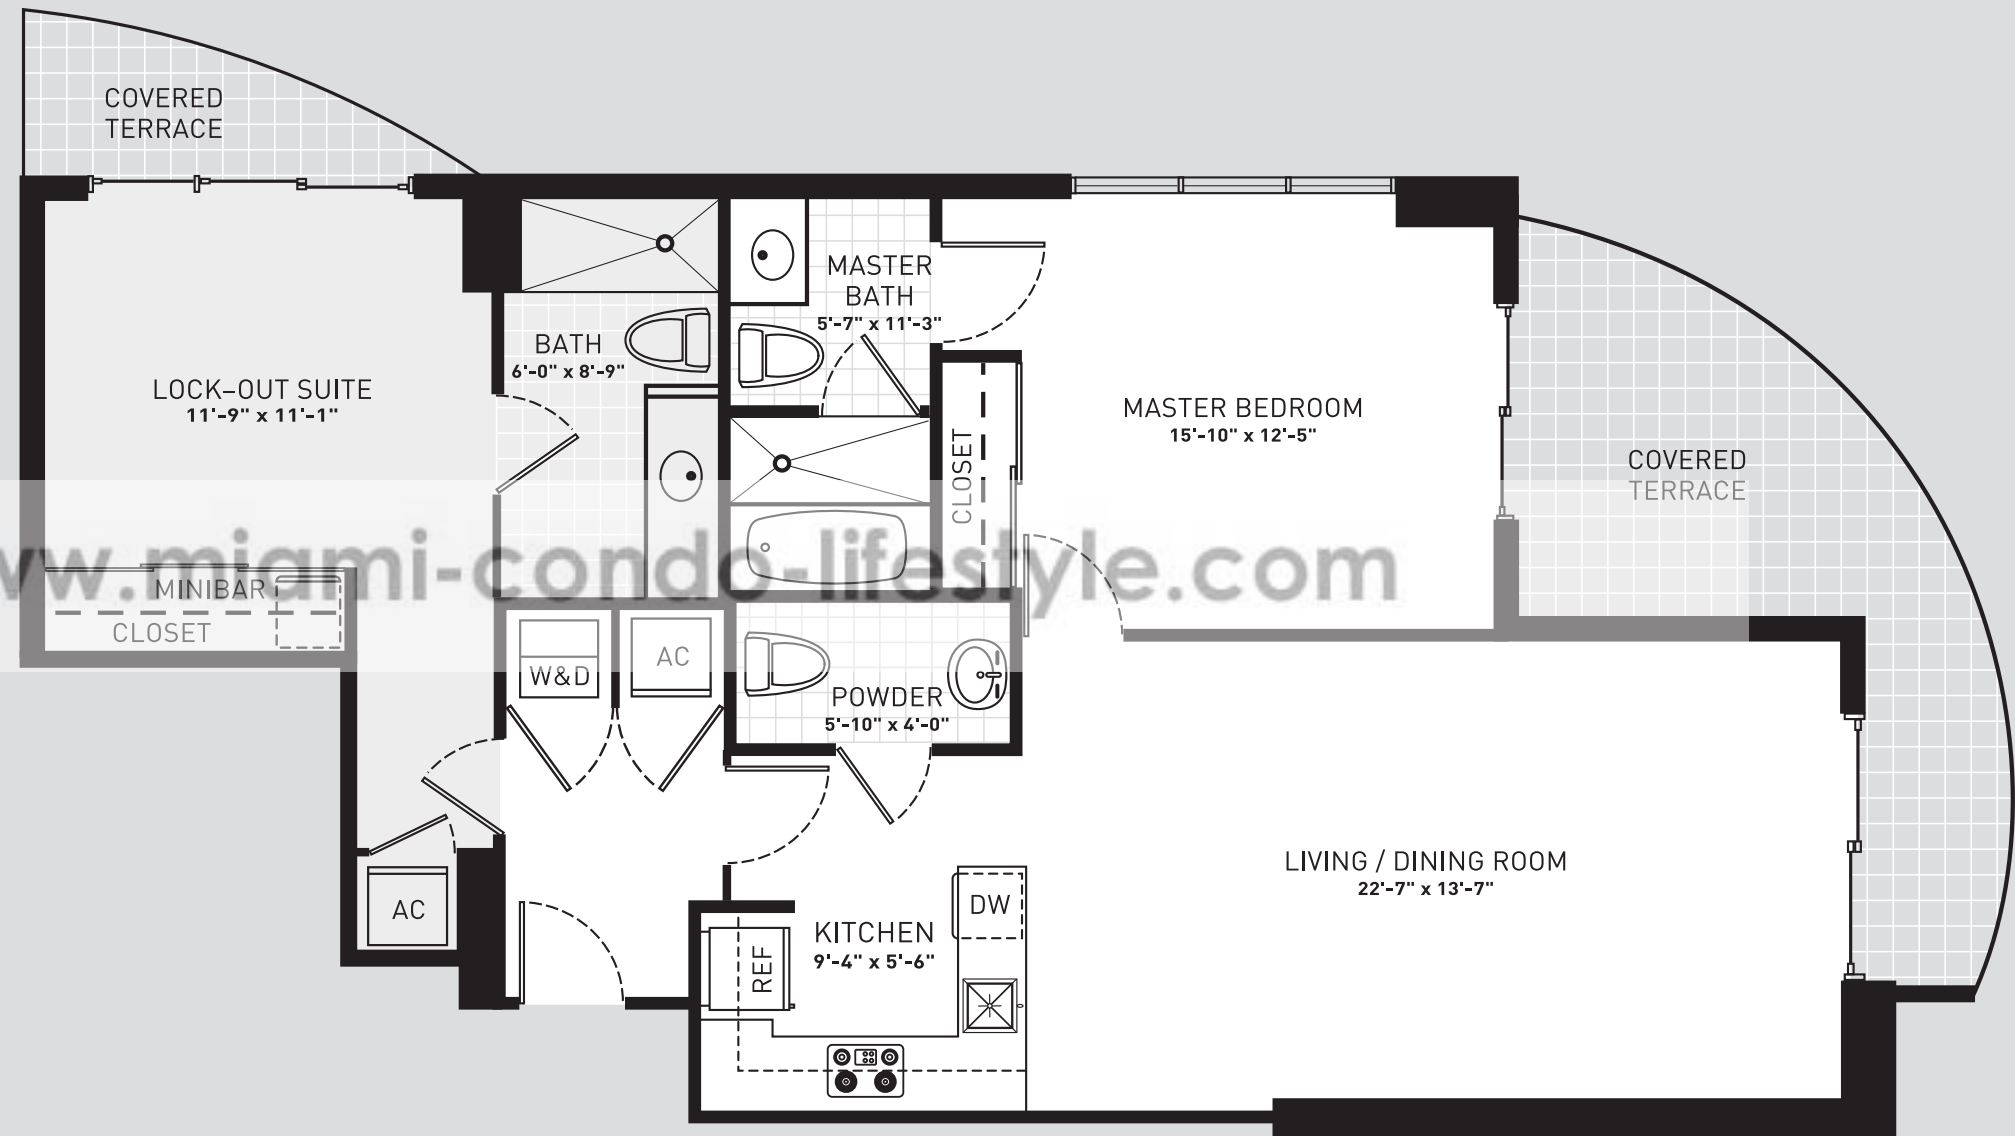 COVERED
TERRACE
LOCK–OUT SUITE
11'-9" x 11'-1"
BATH
6'-0" x 8'-9"
MASTER
BATH
5'-7" x 11'-3"
CLOSET
MASTER BEDROOM
15'-10" x 12'-5"
COVERED
TERRACE
ww.miami-condo-lifestyle.com
MINIBAR
CLOSET
W&D
AC
POWDER
5'-10" x 4'-0"
AC
KITCHEN
9'-4" x 5'-6"
REF
DW
LIVING / DINING ROOM
22'-7" x 13'-7"